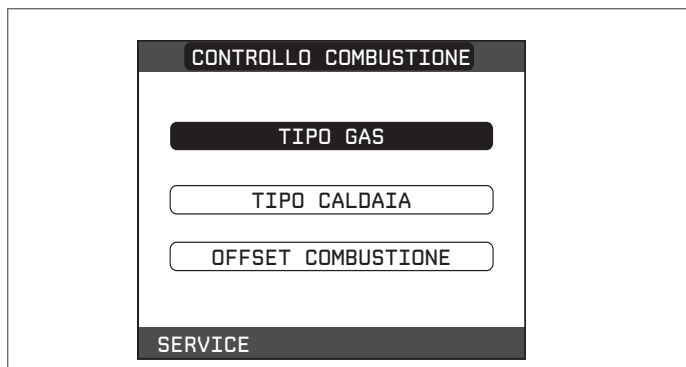 CONTROLLO COMBUSTIONE
TIPO GAS
TIPO CALDAIA
OFFSET COMBUSTIONE
SERVICE